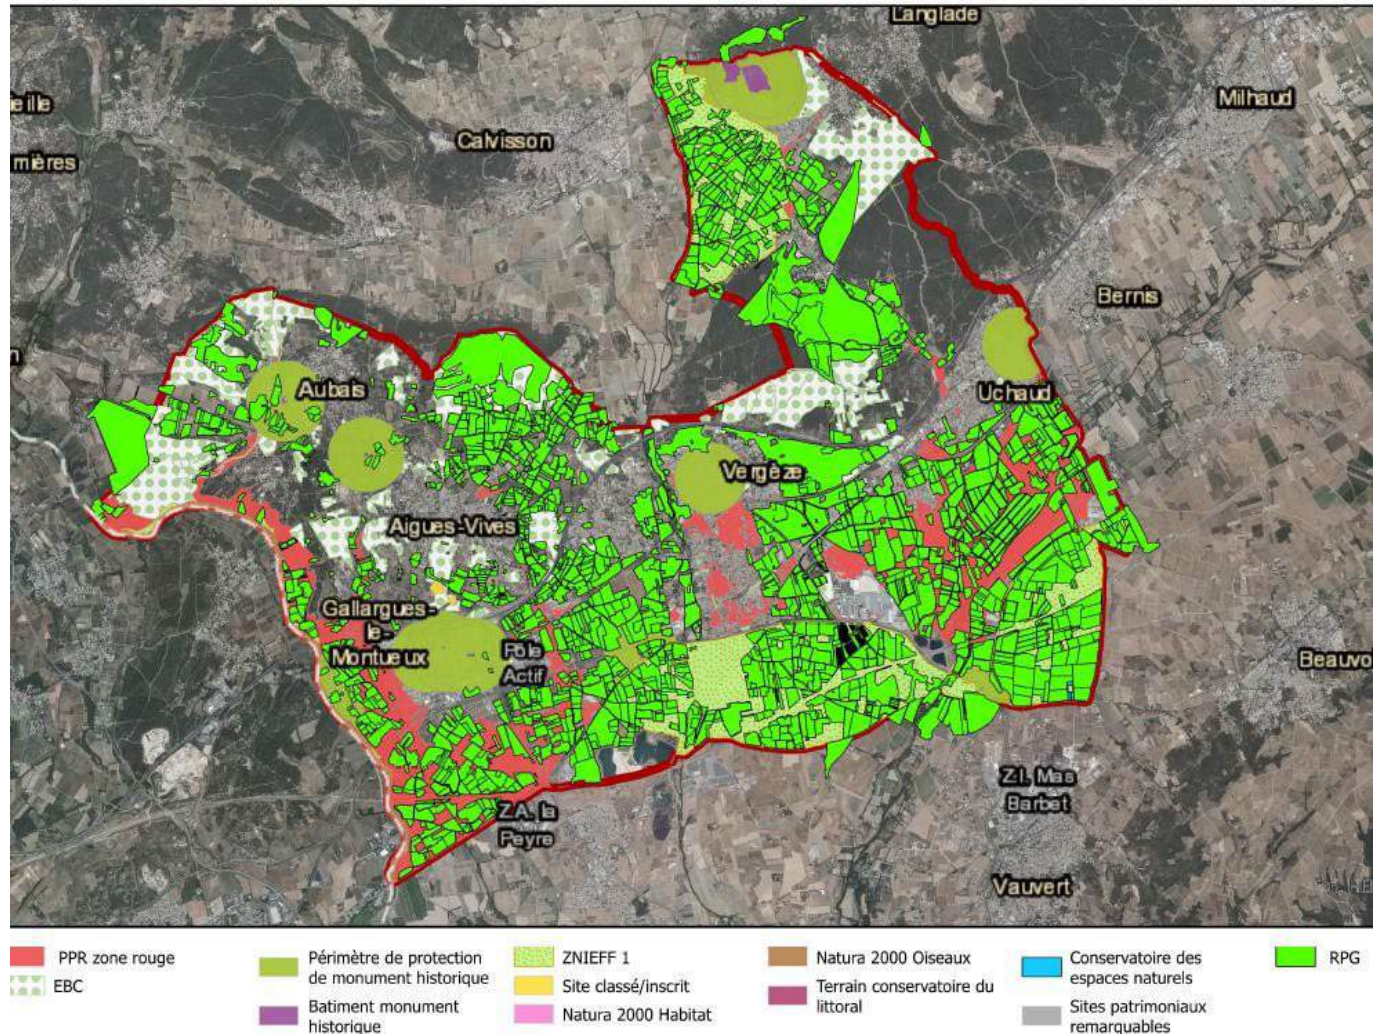 Langlade
Milhaud
Calvisson
Bernis
Uchaud
Aubais
Vergèze
Aigues-Vives
Gallargues-
le-
Montueux
Pôle
Actif
Z.I. Mas
Barbet
Z.A. la
Peyre
Vauvert
PPR zone rouge
EBC
Périmètre de protection
de monument historique
Batiment monument
historique
ZNIEFF 1
Site classé/inscrit
Natura 2000 Habitat
Natura 2000 Oiseaux
Terrain conservatoire du
littoral
Conservatoire des
espaces naturels
Sites patrimoniaux
remarquables
RPG